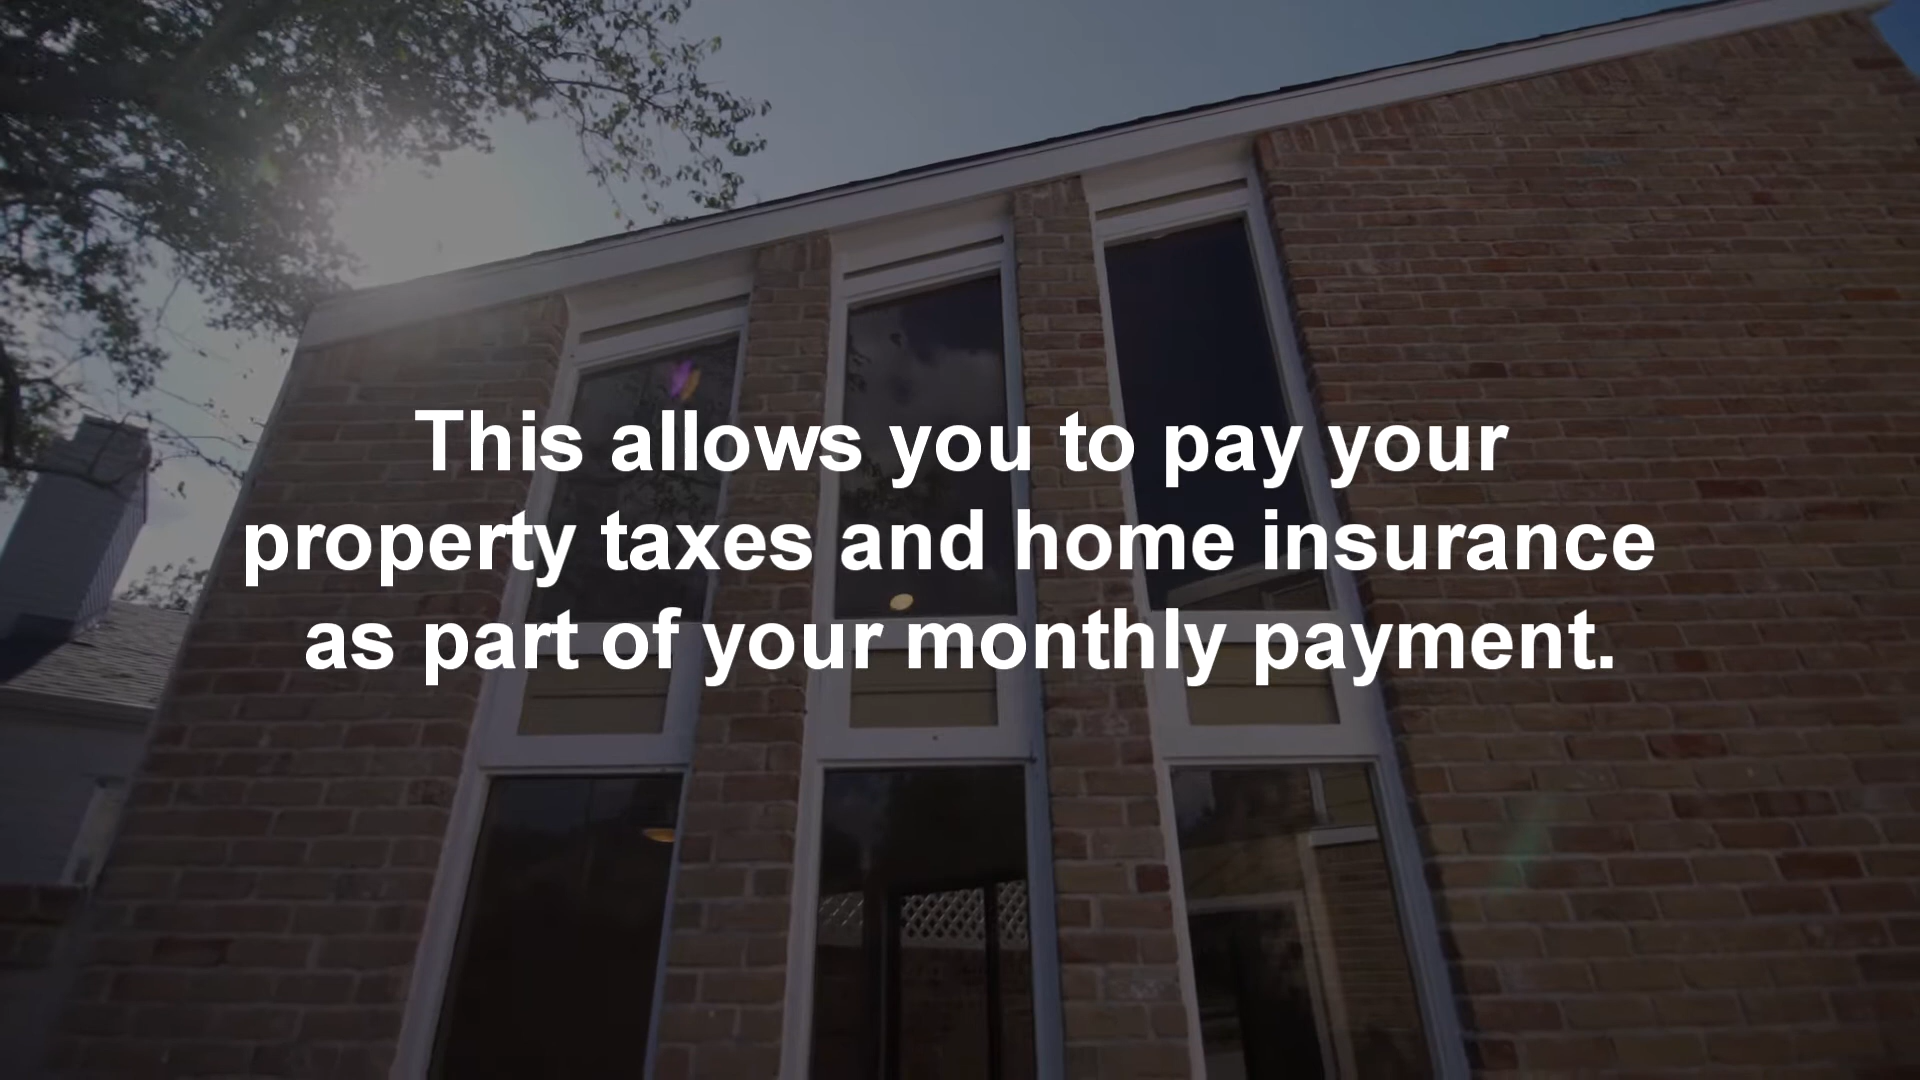 This allows you to pay your
property taxes and home insurance
as part of your monthly payment.